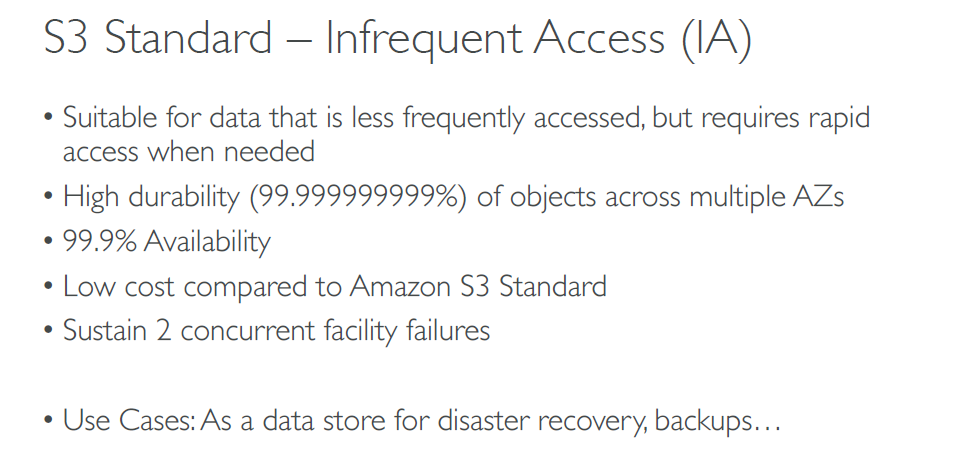 S3 Standard – Infrequent Access (IA)
• Suitable for data that is less frequently accessed, but requires rapid
access when needed
• High durability (99.999999999%) of objects across multiple AZs
• 99.9% Availability
• Low cost compared to Amazon S3 Standard
• Sustain 2 concurrent facility failures
• Use Cases: As a data store for disaster recovery, backups…